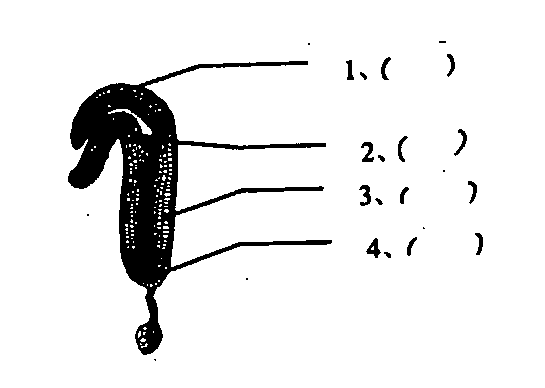 1、(  )
2、(  )
3、(  )
4、(  )